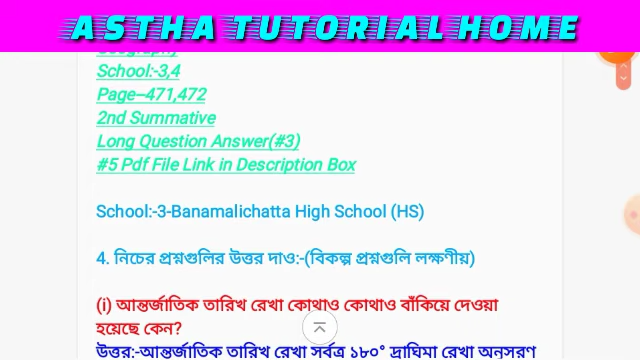 ASTHA TUTORIAL HOME
Geography
School:-3,4
Page--471,472
2nd Summative
Long Question Answer(#3)
#5 Pdf File Link in Description Box
School:-3-Banamalichatta High School (HS)
4. নিচের প্রশ্নগুলির উত্তর দাও:-(বিকল্প প্রশ্নগুলি লক্ষণীয়)
(i) আন্তর্জাতিক তারিখ রেখা কোথাও কোথাও বাঁকিয়ে দেওয়া
হয়েছে কেন?
উত্তর:-আন্তর্জাতিক তারিখ রেখা সর্বত্র ১৮০° দ্রাঘিমা রেখা অনুসরণ